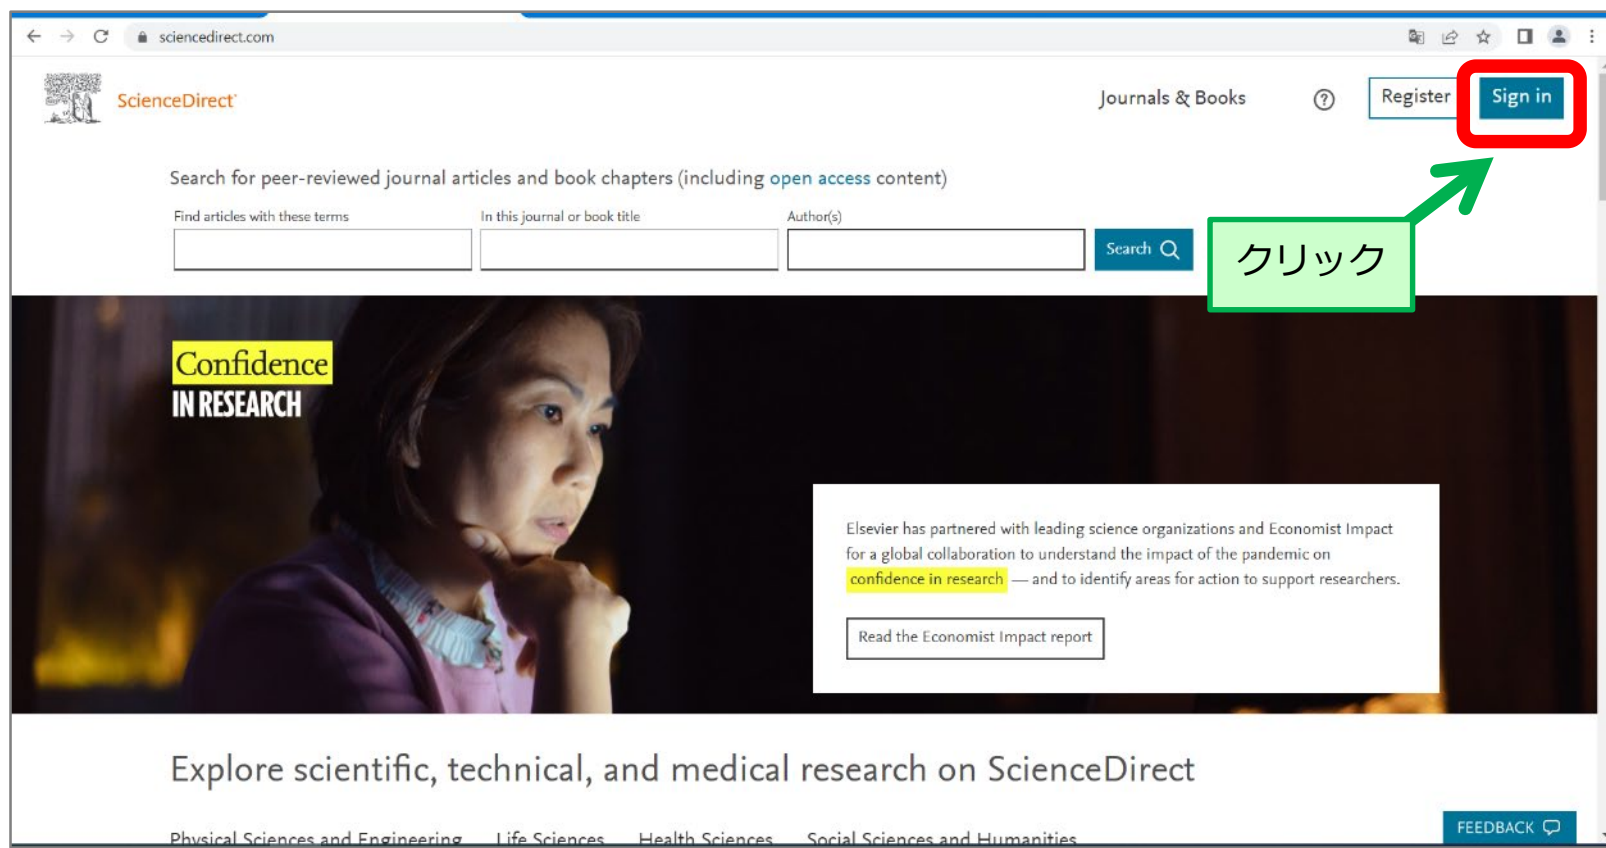 sciencedirect.com
ScienceDirect
Journals & Books
Register
Sign in
Search for peer-reviewed journal articles and book chapters (including open access content)
Find articles with these terms
In this journal or book title
Author(s)
Search
クリック
Confidence
IN RESEARCH
Elsevier has partnered with leading science organizations and Economist Impact
for a global collaboration to understand the impact of the pandemic on
confidence in research — and to identify areas for action to support researchers.
Read the Economist Impact report
Explore scientific, technical, and medical research on ScienceDirect
Physical Sciences and Engineering Life Sciences Health Sciences Social Sciences and Humanities
FEEDBACK